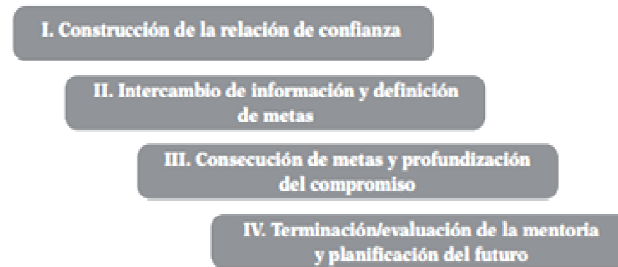 I. Construcción de la relación de confianza
II. Intercambio de información y definición
de metas
III. Consecución de metas y profundización
del compromiso
IV. Terminación/evaluación de la mentoria
y planificación del futuro